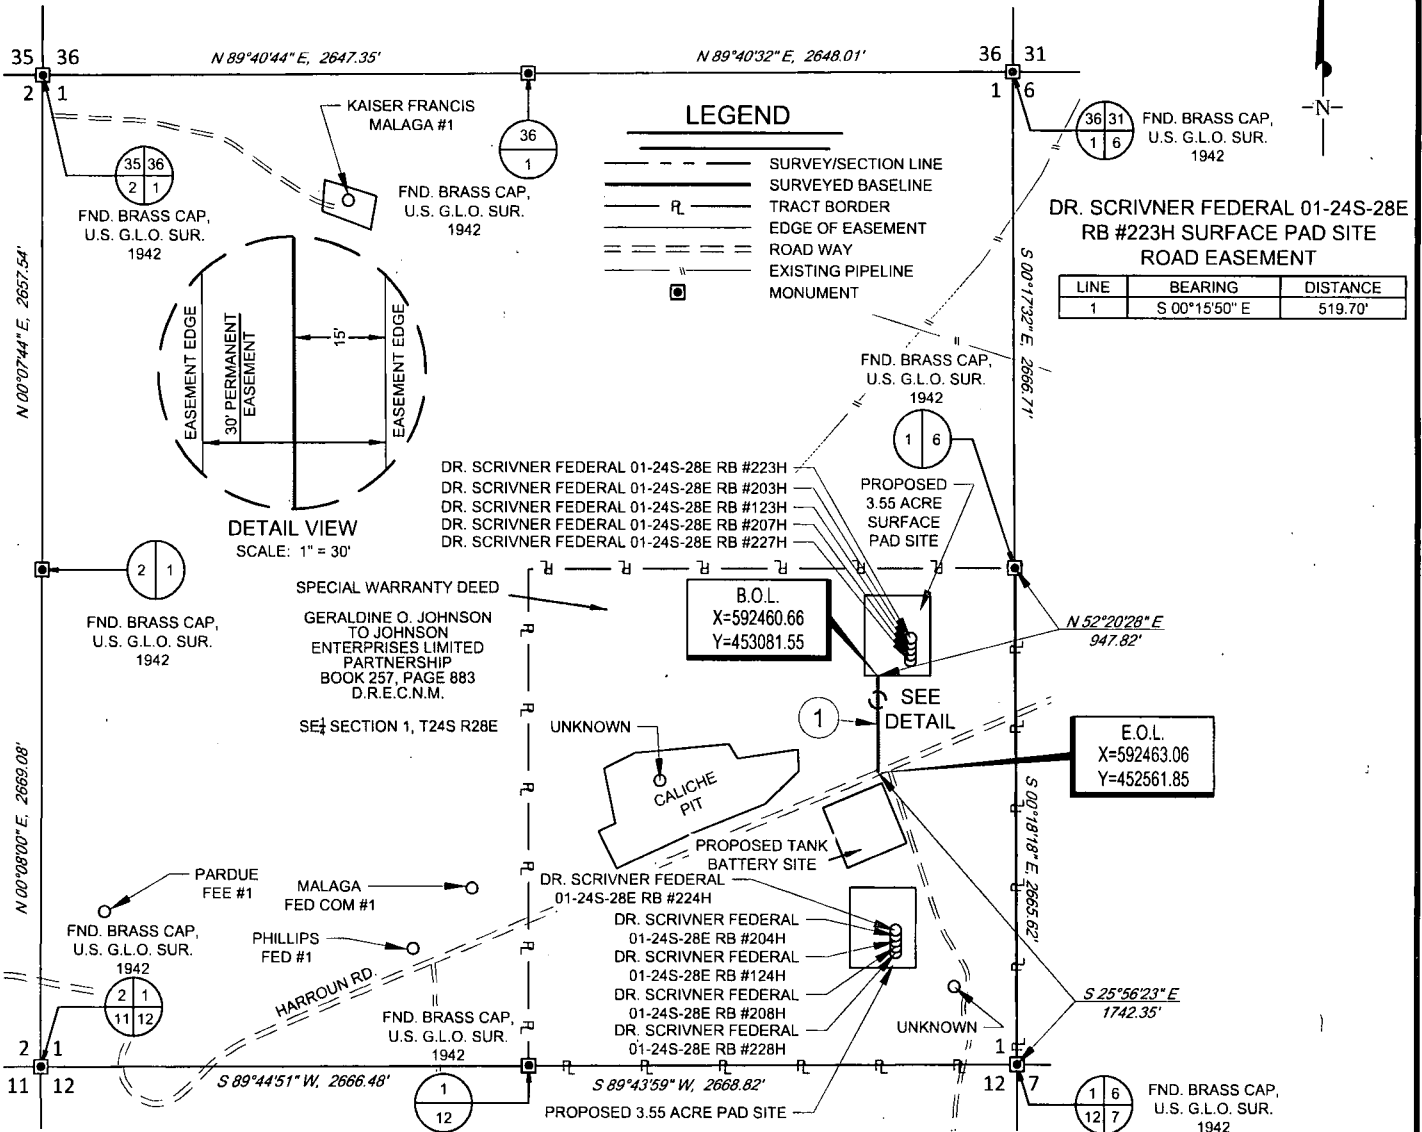 35 36
2 1
N 89°40'44" E, 2647.35'
N 89°40'32" E, 2648.01'
36 31
1 6
KAISER FRANCIS
MALAGA #1
36
1
LEGEND
SURVEY/SECTION LINE
SURVEYED BASELINE
TRACT BORDER
EDGE OF EASEMENT
ROAD WAY
EXISTING PIPELINE
MONUMENT
36 31
1 6
FND. BRASS CAP,
U.S. G.L.O. SUR.
1942
-N-
35 36
2 1
FND. BRASS CAP,
U.S. G.L.O. SUR.
1942
FND. BRASS CAP,
U.S. G.L.O. SUR.
1942
DR. SCRIVNER FEDERAL 01-24S-28E
RB #223H SURFACE PAD SITE
ROAD EASEMENT
LINE BEARING DISTANCE
1 S 00°15'50" E 519.70'
N 00°07'44" E, 2657.54'
S 00°17'32" E, 2666.71'
EASEMENT EDGE
30' PERMANENT
EASEMENT
15'
EASEMENT EDGE
DETAIL VIEW
SCALE: 1" = 30'
FND. BRASS CAP,
U.S. G.L.O. SUR.
1942
1 6
DR. SCRIVNER FEDERAL 01-24S-28E RB #223H
DR. SCRIVNER FEDERAL 01-24S-28E RB #203H
DR. SCRIVNER FEDERAL 01-24S-28E RB #123H
DR. SCRIVNER FEDERAL 01-24S-28E RB #207H
DR. SCRIVNER FEDERAL 01-24S-28E RB #227H
PROPOSED
3.55 ACRE
SURFACE
PAD SITE
2 1
FND. BRASS CAP,
U.S. G.L.O. SUR.
1942
SPECIAL WARRANTY DEED
GERALDINE O. JOHNSON
TO JOHNSON
ENTERPRISES LIMITED
PARTNERSHIP
BOOK 257, PAGE 883
D.R.E.C.N.M.
SE¼ SECTION 1, T24S R28E
B.O.L.
X=592460.66
Y=453081.55
N 52°20'28" E
947.82'
SEE
DETAIL
1
UNKNOWN
CALICHE
PIT
E.O.L.
X=592463.06
Y=452561.85
N 00°08'00" E, 2669.08'
S 00°18'18" E, 2665.62'
PROPOSED TANK
BATTERY SITE
PARDUE
FEE #1
MALAGA
FED COM #1
PHILLIPS
FED #1
DR. SCRIVNER FEDERAL
01-24S-28E RB #224H
DR. SCRIVNER FEDERAL
01-24S-28E RB #204H
DR. SCRIVNER FEDERAL
01-24S-28E RB #124H
DR. SCRIVNER FEDERAL
01-24S-28E RB #208H
DR. SCRIVNER FEDERAL
01-24S-28E RB #228H
FND. BRASS CAP,
U.S. G.L.O. SUR.
1942
2 1
11 12
HARROUN RD.
FND. BRASS CAP,
U.S. G.L.O. SUR.
1942
UNKNOWN
S 25°56'23" E
1742.35'
2 1
11 12
S 89°44'51" W, 2666.48'
1
12
S 89°43'59" W, 2668.82'
PROPOSED 3.55 ACRE PAD SITE
1
12 7
1 6
12 7
FND. BRASS CAP,
U.S. G.L.O. SUR.
1942